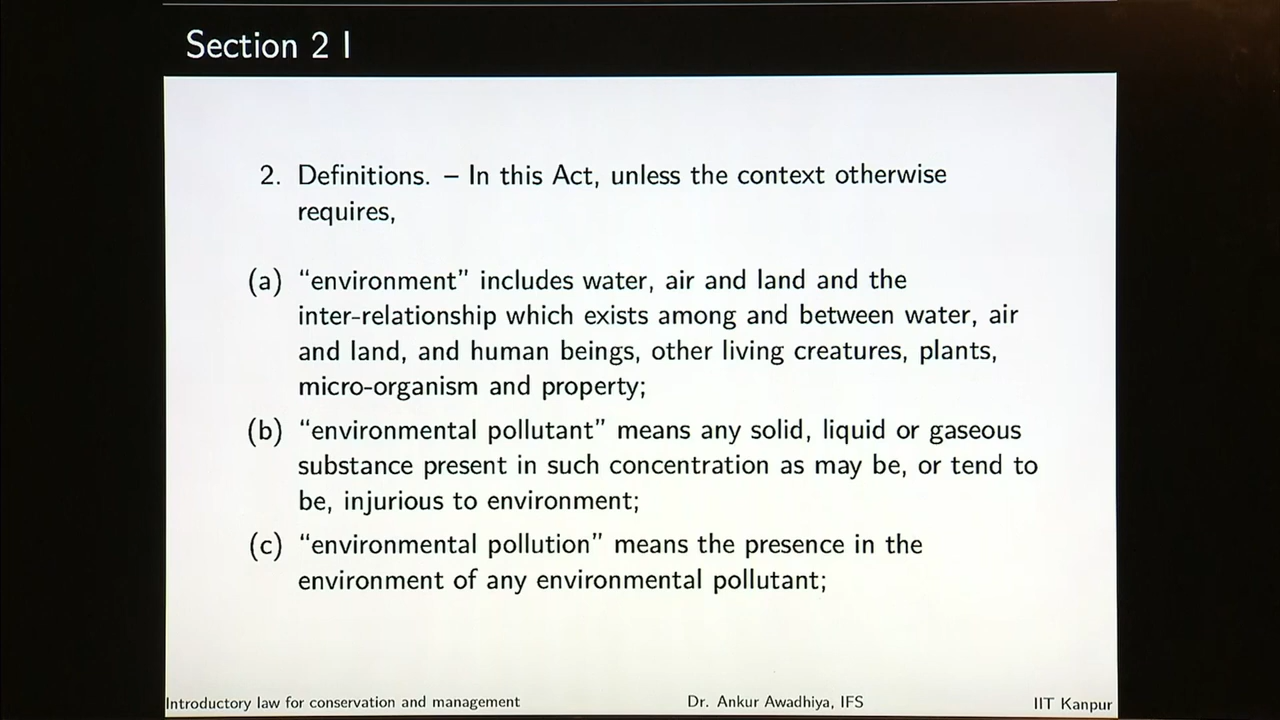 Section 2 I
2. Definitions. – In this Act, unless the context otherwise
requires,
(a) “environment” includes water, air and land and the
inter-relationship which exists among and between water, air
and land, and human beings, other living creatures, plants,
micro-organism and property;
(b) “environmental pollutant” means any solid, liquid or gaseous
substance present in such concentration as may be, or tend to
be, injurious to environment;
(c) “environmental pollution” means the presence in the
environment of any environmental pollutant;
Introductory law for conservation and management Dr. Ankur Awadhiya, IFS IIT Kanpur